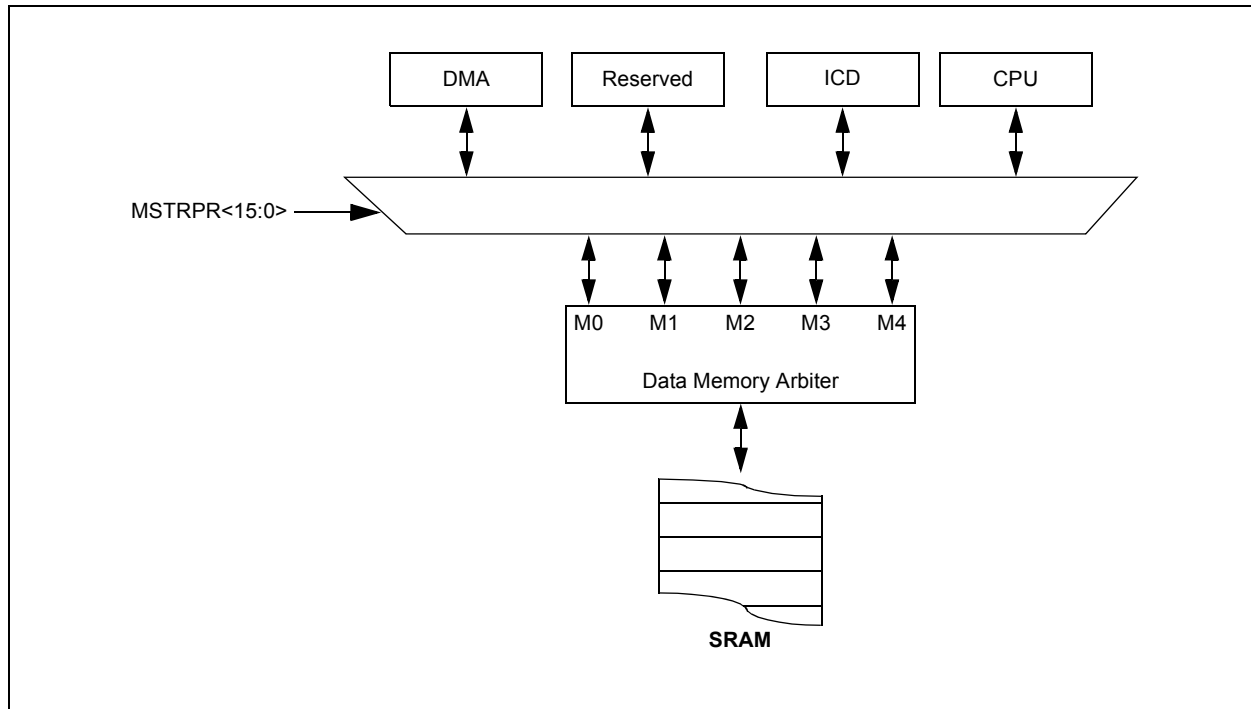 DMA
Reserved
ICD
CPU
MSTRPR<15:0>
M0 M1 M2 M3 M4
Data Memory Arbiter
SRAM